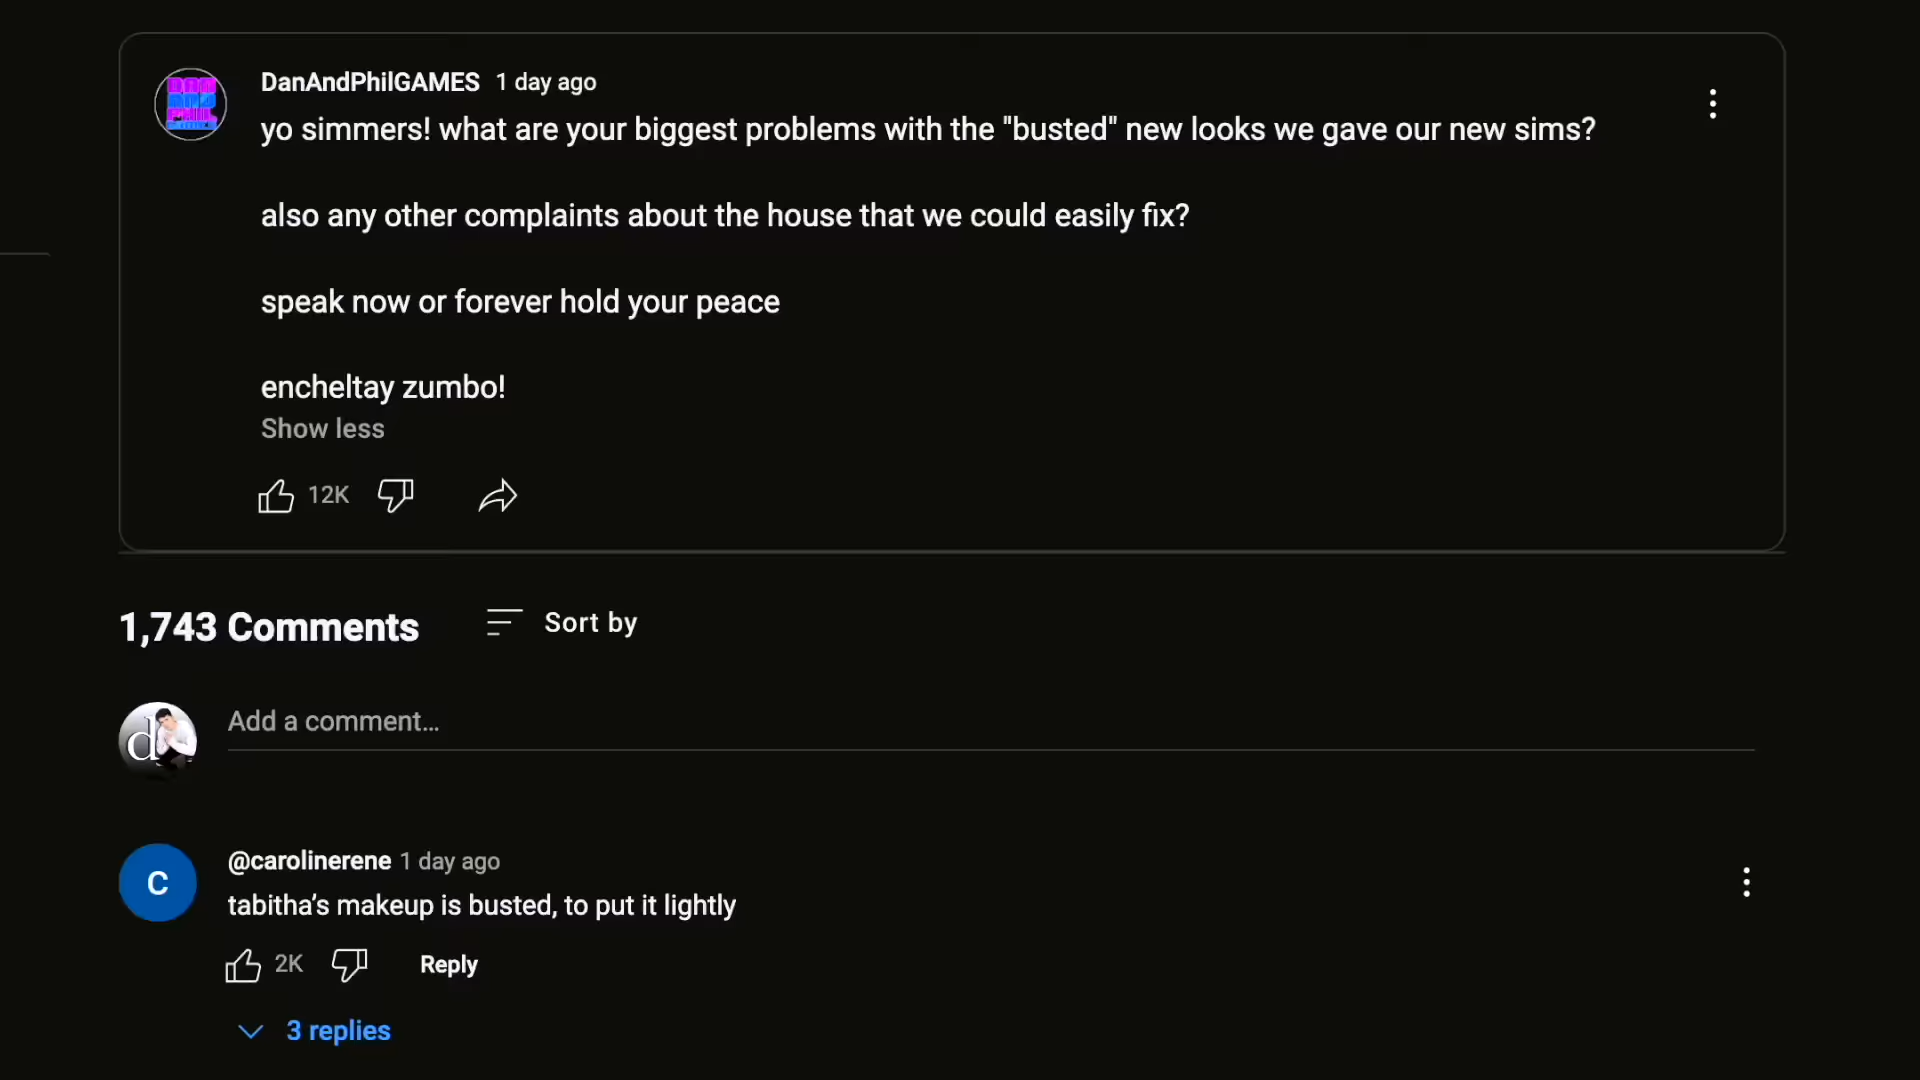 DanAndPhilGAMES 1 day ago
yo simmers! what are your biggest problems with the "busted" new looks we gave our new sims?
also any other complaints about the house that we could easily fix?
speak now or forever hold your peace
encheltay zumbo!
Show less
12K
1,743 Comments
Sort by
d
Add a comment...
C
@carolinerene 1 day ago
tabitha’s makeup is busted, to put it lightly
2K
Reply
3 replies